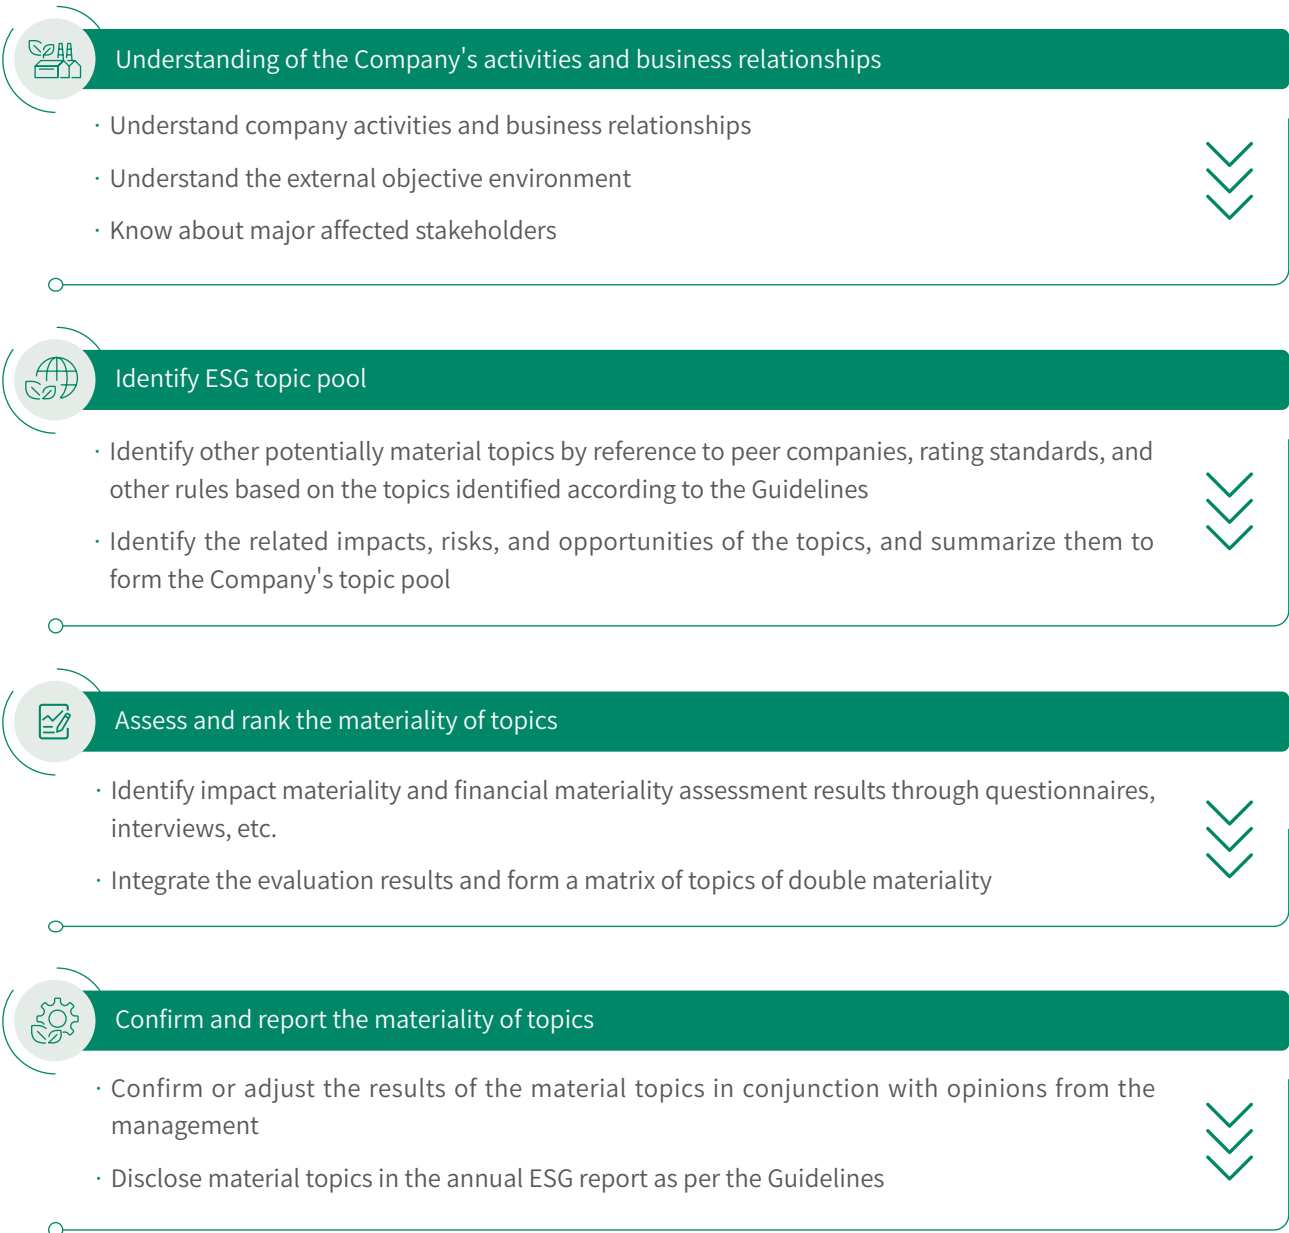 Understanding of the Company's activities and business relationships
· Understand company activities and business relationships
· Understand the external objective environment
· Know about major affected stakeholders
Identify ESG topic pool
· Identify other potentially material topics by reference to peer companies, rating standards, and
other rules based on the topics identified according to the Guidelines
· Identify the related impacts, risks, and opportunities of the topics, and summarize them to
form the Company's topic pool
Assess and rank the materiality of topics
· Identify impact materiality and financial materiality assessment results through questionnaires,
interviews, etc.
· Integrate the evaluation results and form a matrix of topics of double materiality
Confirm and report the materiality of topics
· Confirm or adjust the results of the material topics in conjunction with opinions from the
management
· Disclose material topics in the annual ESG report as per the Guidelines